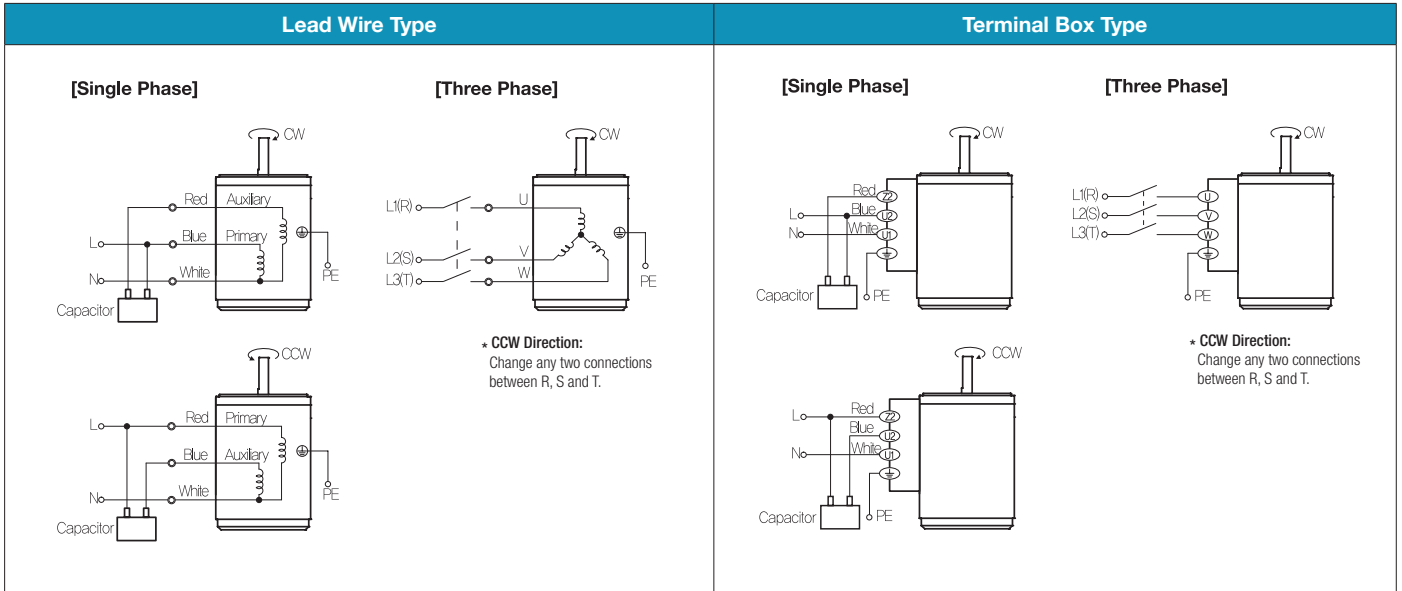 Lead Wire Type
[Single Phase]
CW
Red Auxiliary
L Blue Primary
N White
PE
Capacitor
CCW
L Red Primary
Blue Auxiliary
N White
PE
Capacitor
[Three Phase]
CW
L1(R) U
L2(S) V
L3(T) W
PE
* CCW Direction:
Change any two connections
between R, S and T.
Terminal Box Type
[Single Phase]
CW
Red Z2
L Blue U2
N White U1
Capacitor PE
CCW
L Red Z2
Blue U2
N White U1
Capacitor PE
[Three Phase]
CW
L1(R) U
L2(S) V
L3(T) W
PE
* CCW Direction:
Change any two connections
between R, S and T.